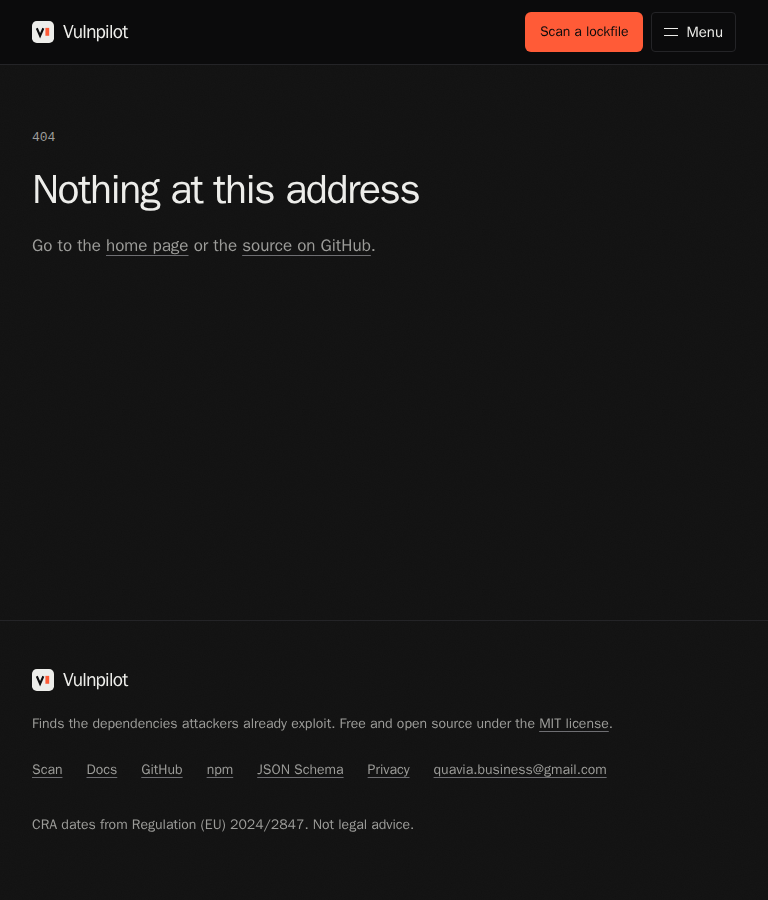 Vulnpilot
Scan a lockfile
Menu
404
Nothing at this address
Go to the home page or the source on GitHub.
Vulnpilot
Finds the dependencies attackers already exploit. Free and open source under the MIT license.
Scan Docs GitHub npm JSON Schema Privacy quavia.business@gmail.com
CRA dates from Regulation (EU) 2024/2847. Not legal advice.